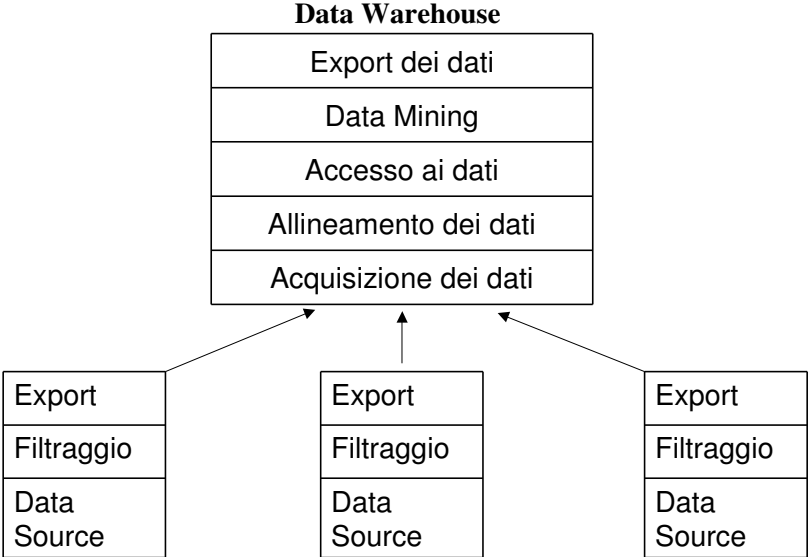 Data Warehouse
Export dei dati
Data Mining
Accesso ai dati
Allineamento dei dati
Acquisizione dei dati
Export
Filtraggio
Data
Source
Export
Filtraggio
Data
Source
Export
Filtraggio
Data
Source